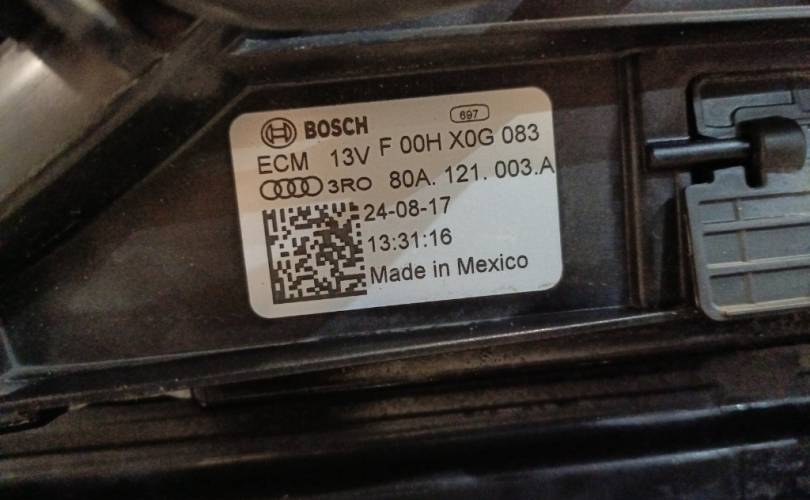 BOSCH 697
ECM 13V F 00H X0G 083
3RO 80A. 121. 003.A
24-08-17
13:31:16
Made in Mexico